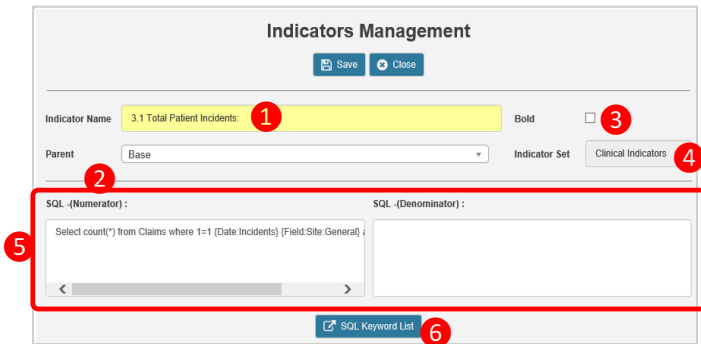 Indicators Management
Save Close
Indicator Name 3.1 Total Patient Incidents: 1 Bold 3
Parent Base Indicator Set Clinical Indicators 4
2
SQL -(Numerator) : SQL -(Denominator) :
5 Select count(*) from Claims where 1=1 {Date:Incidents} {Field:Site:General} a
SQL Keyword List 6